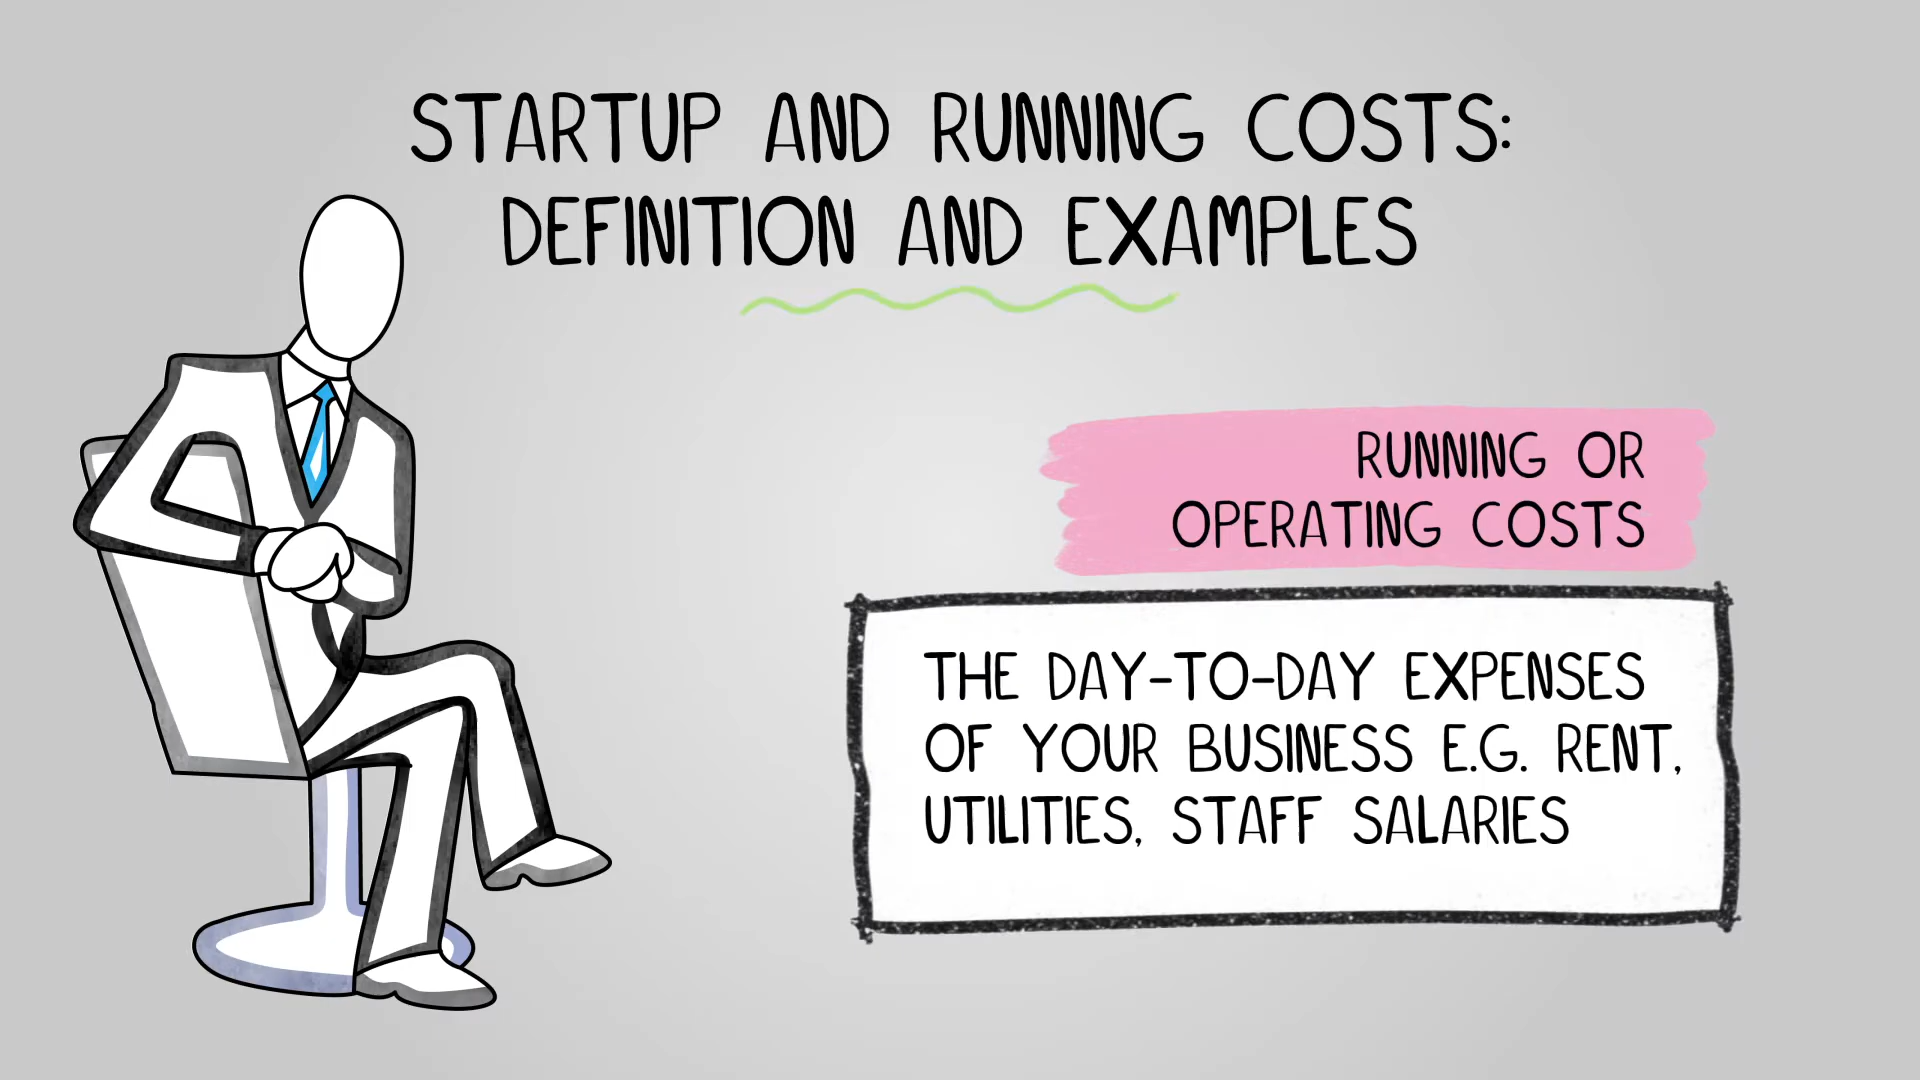 STARTUP AND RUNNING COSTS:
DEFINITION AND EXAMPLES
RUNNING OR
OPERATING COSTS
THE DAY-TO-DAY EXPENSES
OF YOUR BUSINESS E.G. RENT,
UTILITIES, STAFF SALARIES